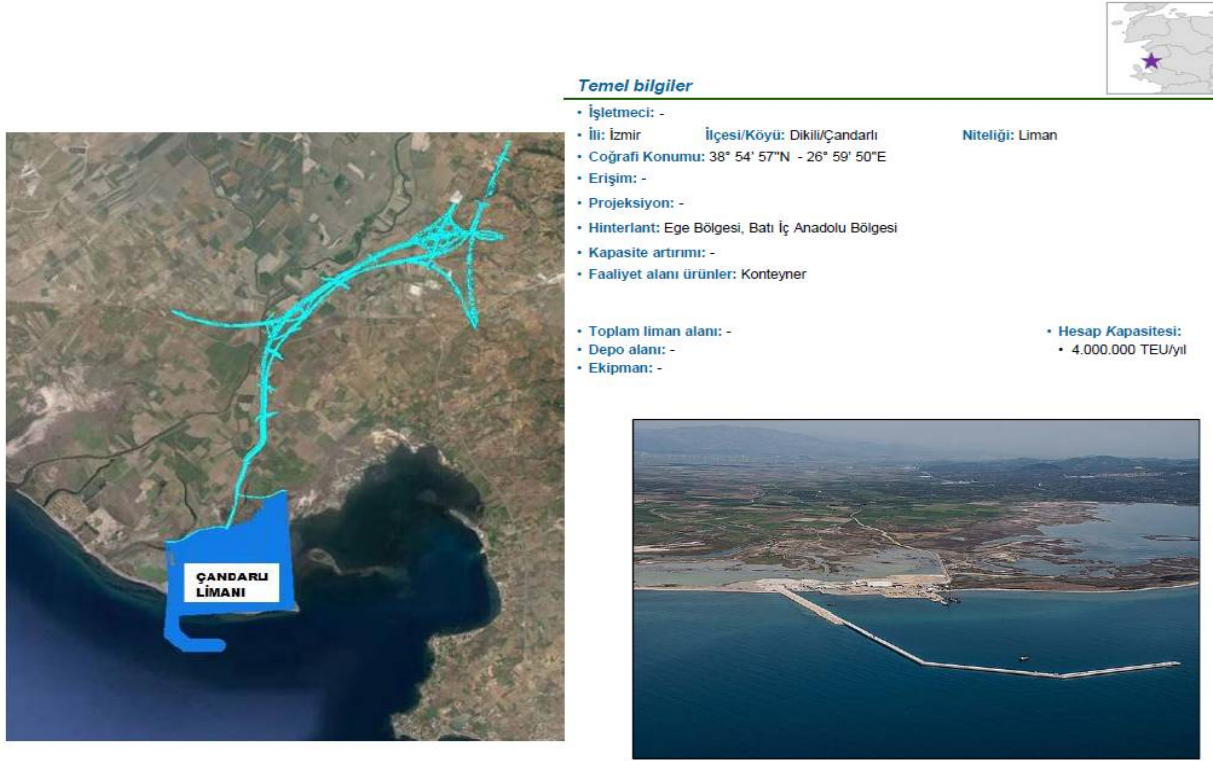 Temel bilgiler
• İşletmeci: -
• İli: İzmir İlçesi/Köyü: Dikili/Çandarlı Niteliği: Liman
• Coğrafi Konumu: 38° 54' 57"N - 26° 59' 50"E
• Erişim: -
• Projeksiyon: -
• Hinterlant: Ege Bölgesi, Batı İç Anadolu Bölgesi
• Kapasite artırımı: -
• Faaliyet alanı ürünler: Konteyner
• Toplam liman alanı: -
• Depo alanı: -
• Ekipman: -
• Hesap Kapasitesi:
• 4.000.000 TEU/yıl
ÇANDARLI
LİMANI